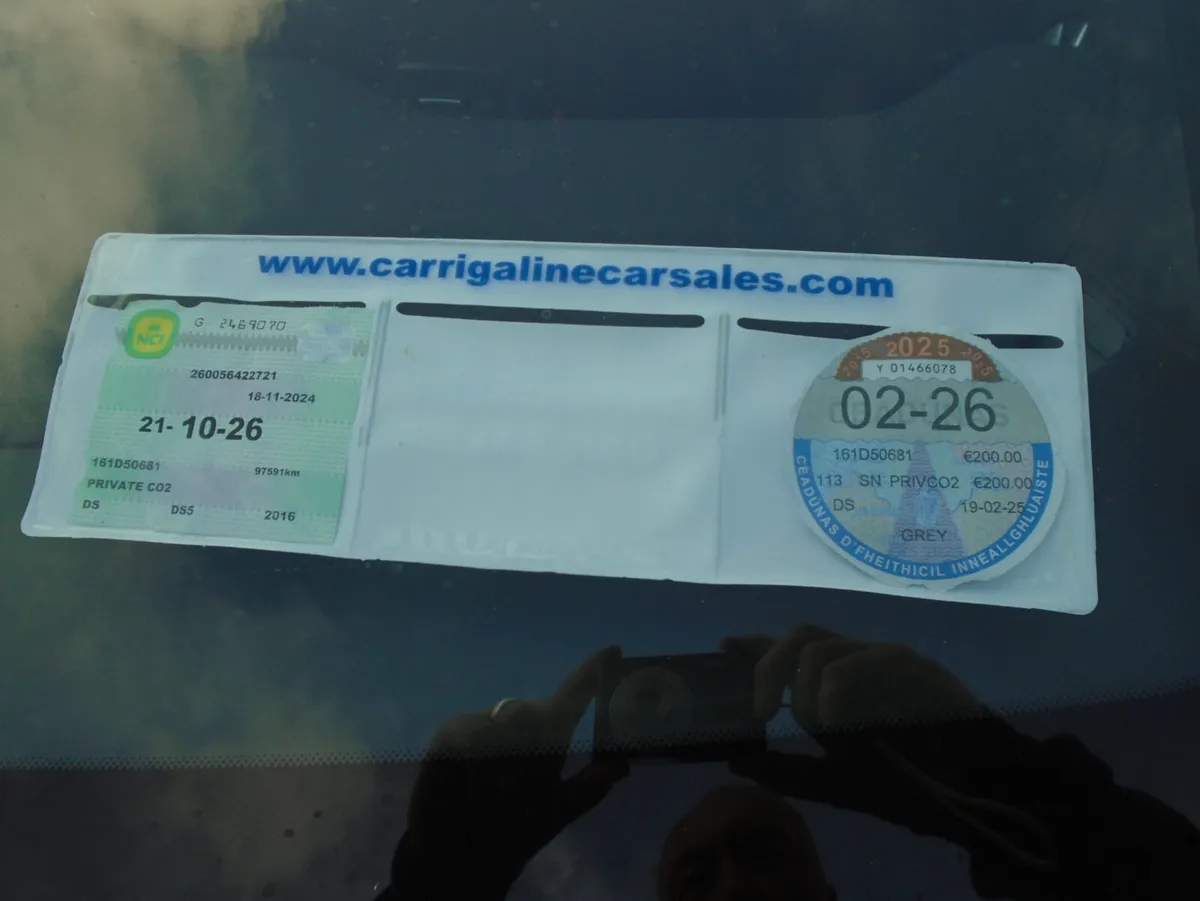 www.carrigalinecarsales.com
NCT
G 2469070
260056422721
18-11-2024
21- 10-26
161D50681
97591km
PRIVATE CO2
DS DS5 2016
2025 2025 2025
Y 01466078
02-26
161D50681 €200.00
113 SN PRIVCO2 €200.00
DS 19-02-25
GREY
CEADÚNAS D'FHEITHICIL INNEALLGHLUAISTE